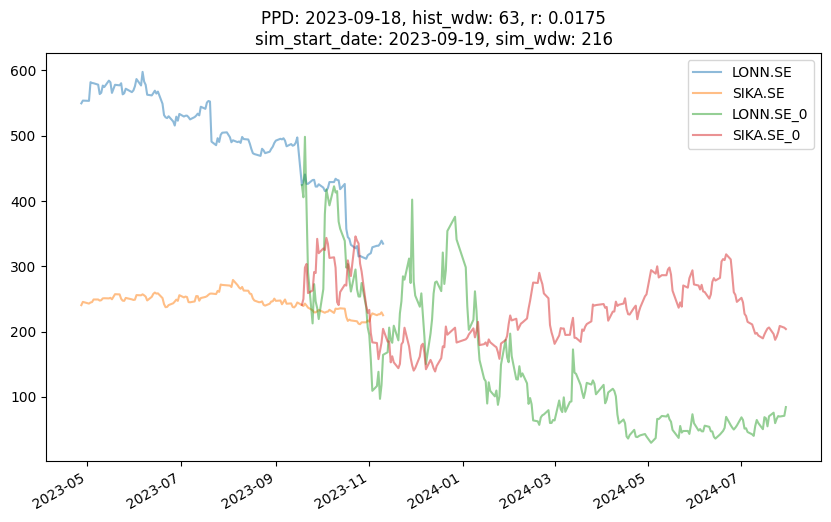 PPD: 2023-09-18, hist_wdw: 63, r: 0.0175
sim_start_date: 2023-09-19, sim_wdw: 216
LONN.SE
SIKA.SE
LONN.SE_0
SIKA.SE_0
600
500
400
300
200
100
2023-05
2023-07
2023-09
2023-11
2024-01
2024-03
2024-05
2024-07